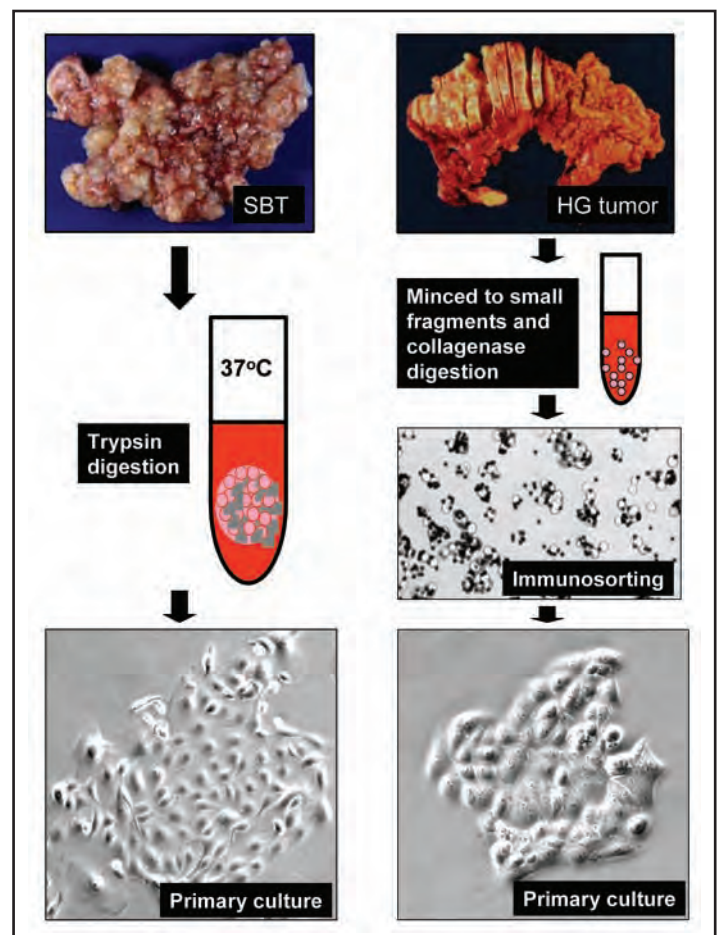 SBT
37°C
Trypsin
digestion
Primary culture
HG tumor
Minced to small
fragments and
collagenase
digestion
Immunosorting
Primary culture